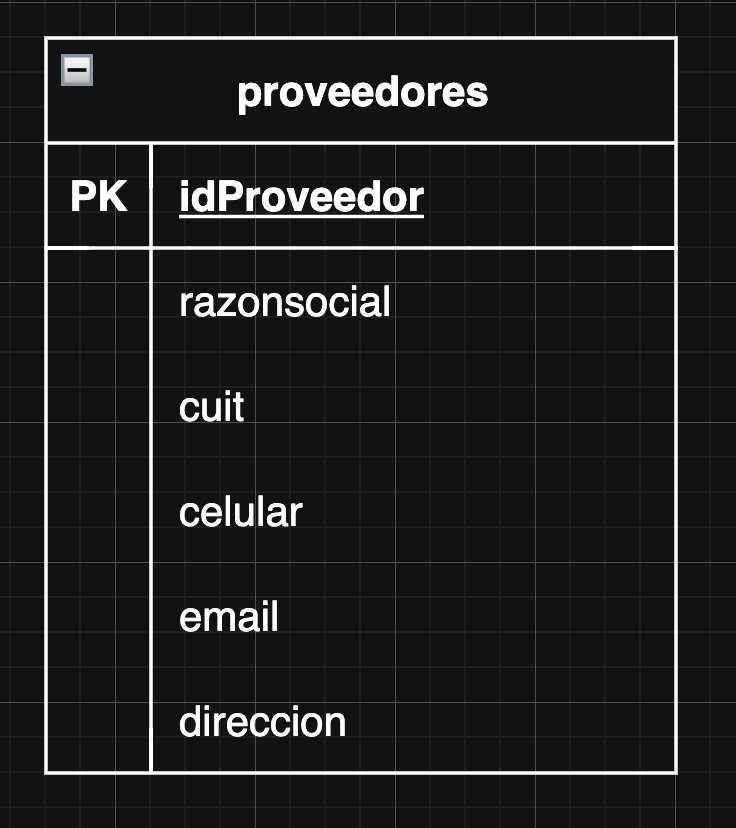 proveedores
PK idProveedor
razonsocial
cuit
celular
email
direccion